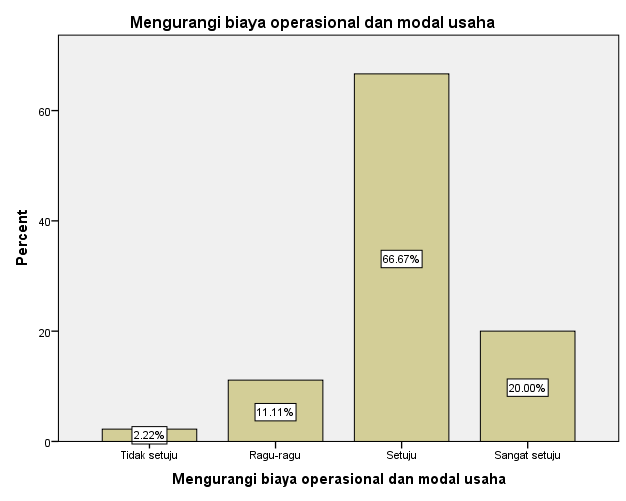 Mengurangi biaya operasional dan modal usaha
Percent
60
40
20
0
2.22%
11.11%
66.67%
20.00%
Tidak setuju
Ragu-ragu
Setuju
Sangat setuju
Mengurangi biaya operasional dan modal usaha